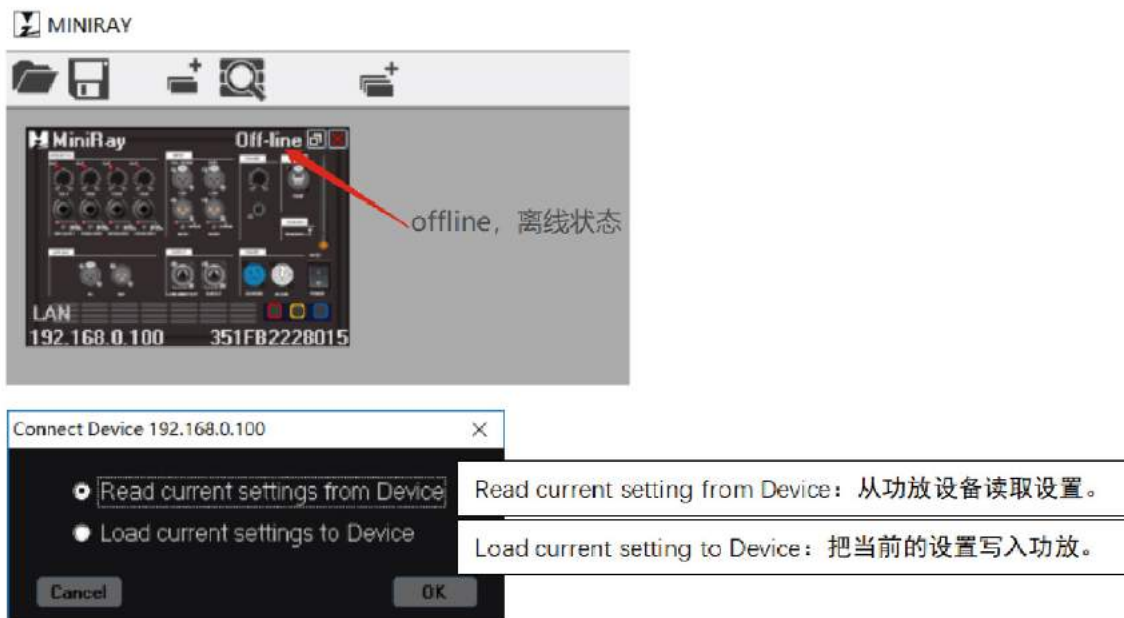 MINIRAY
MiniRay Off-line
offline，离线状态
LAN
192.168.0.100 351FB2228015
Connect Device 192.168.0.100
Read current settings from Device
Read current setting from Device：从功放设备读取设置。
Load current settings to Device
Load current setting to Device：把当前的设置写入功放。
Cancel OK